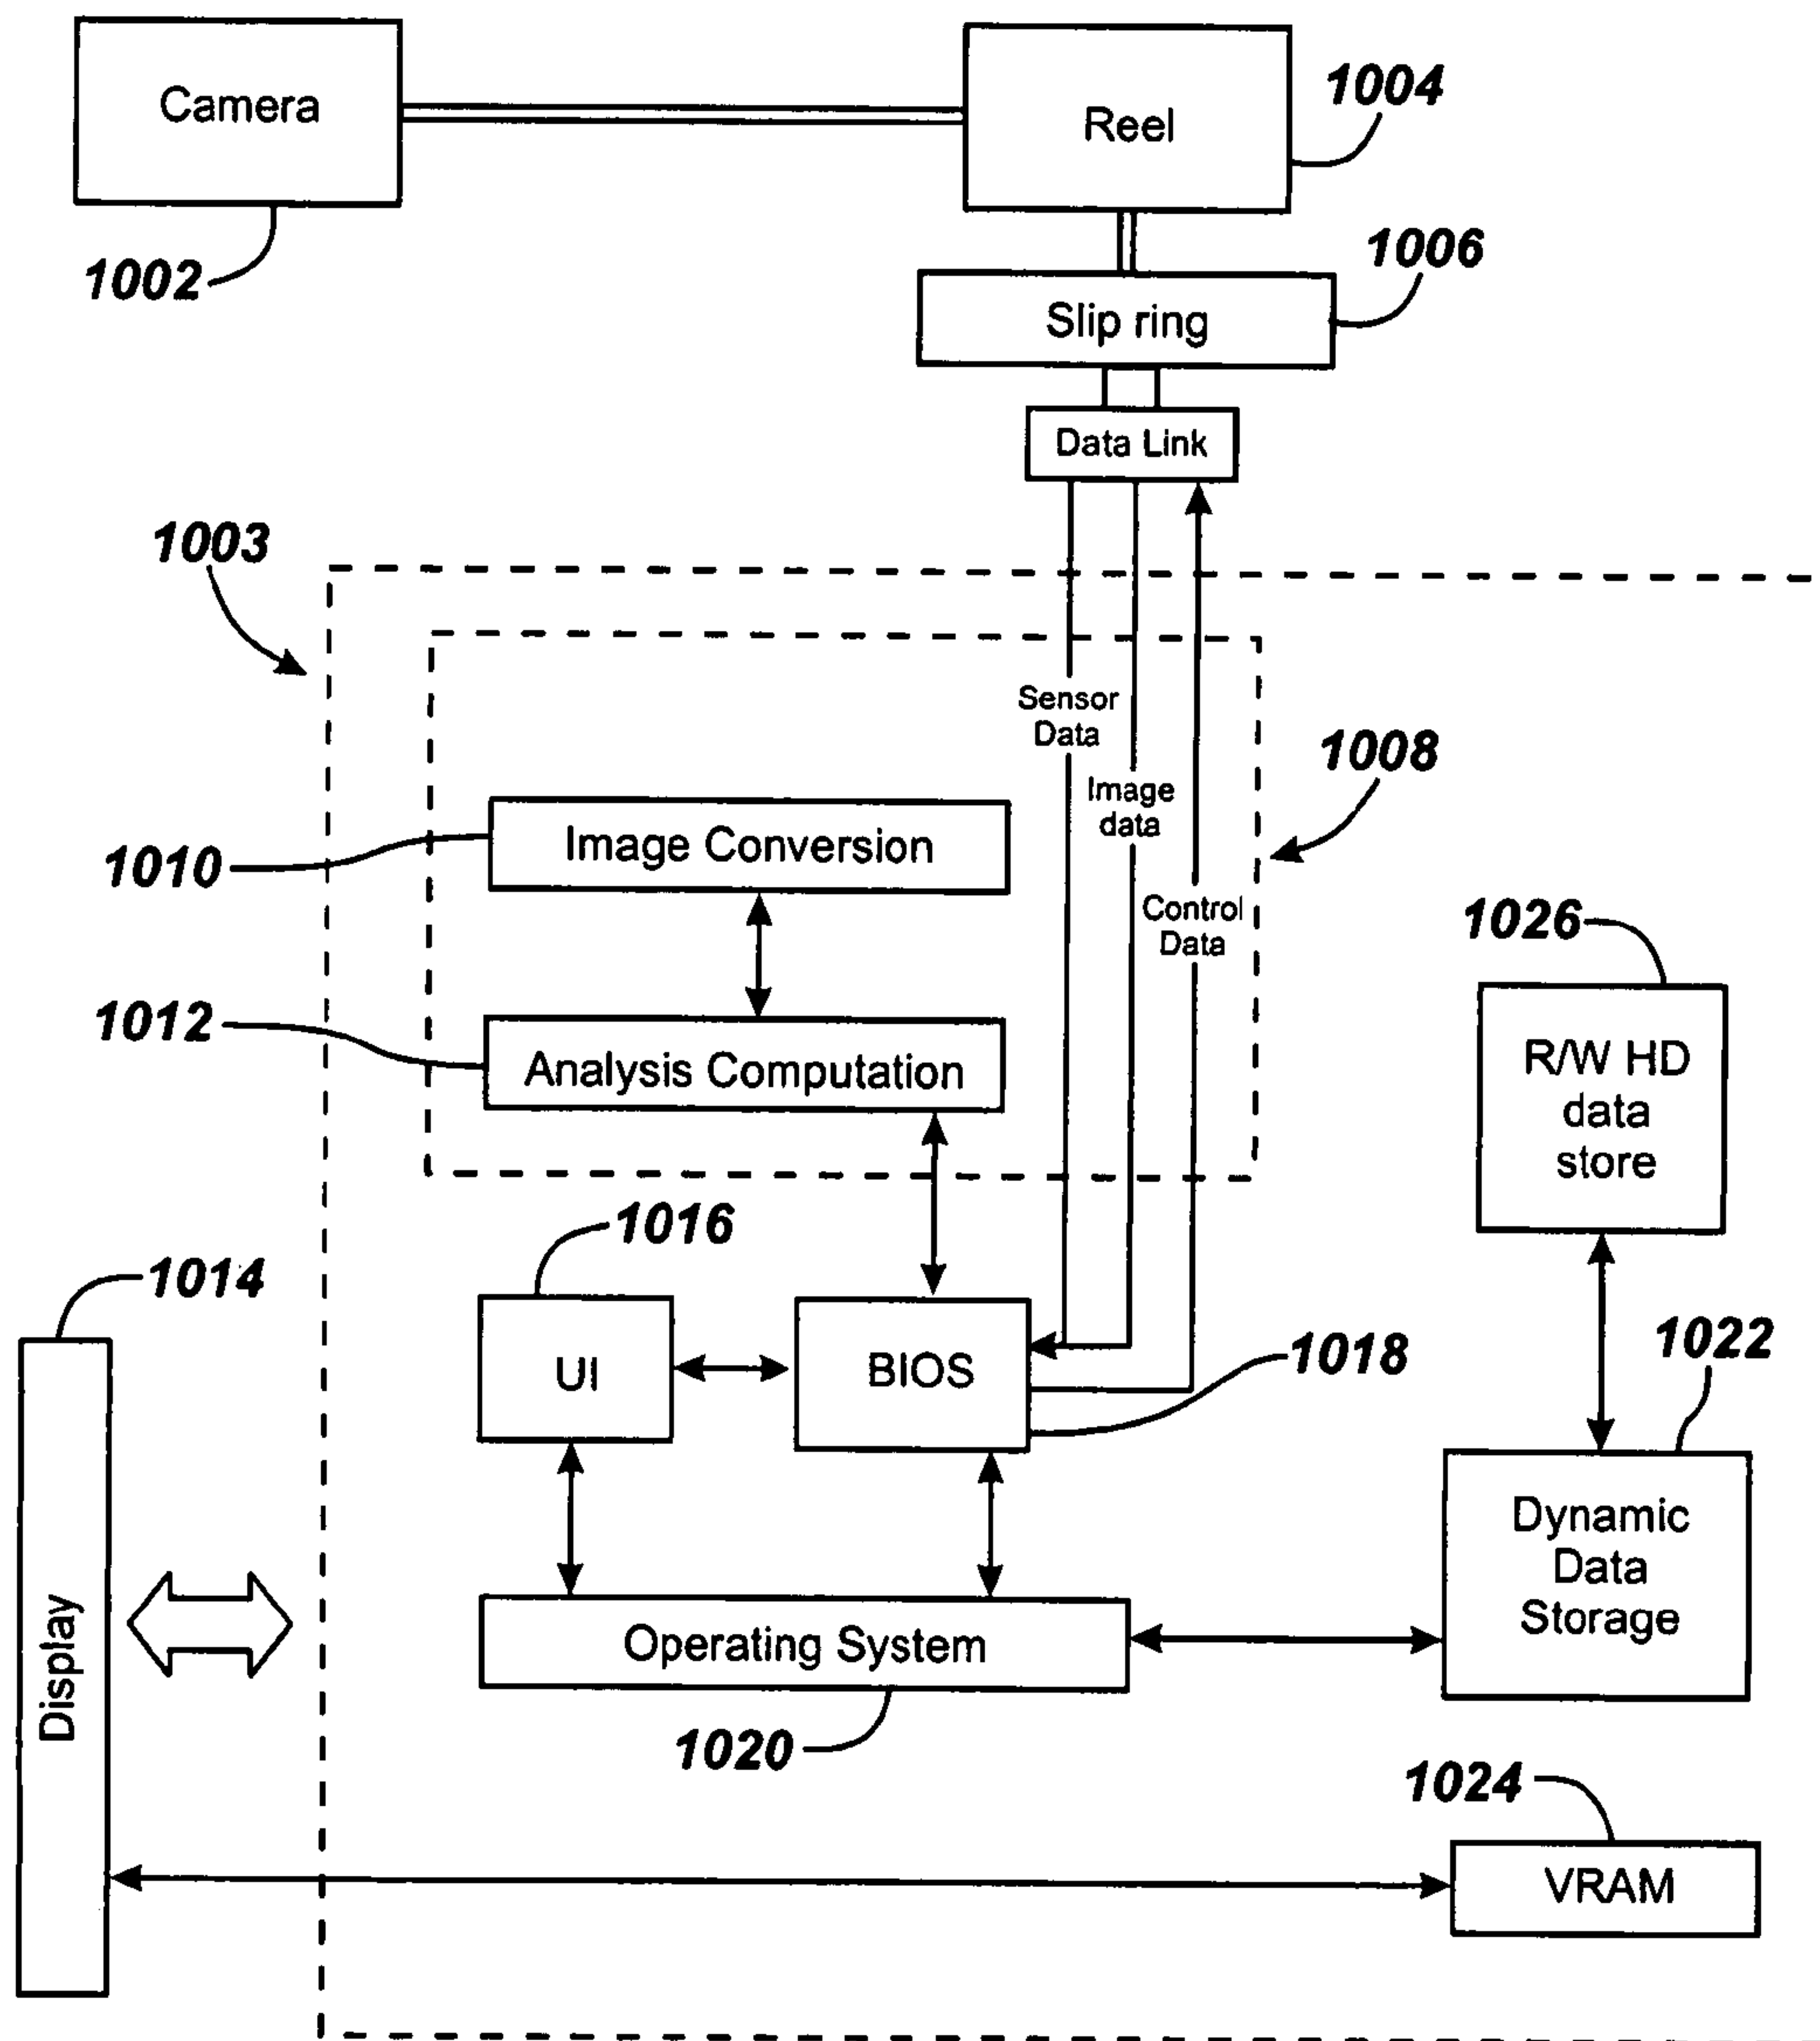 Camera
Reel
1004
1002
1006
Slip ring
Data Link
1003
Sensor
Data
1008
Image
data
Image Conversion
1010
Control
Data
1026
1012
Analysis Computation
R/W HD
data
store
1016
1014
1022
UI
BIOS
1018
Dynamic
Data
Storage
Display
Operating System
1020
1024
VRAM